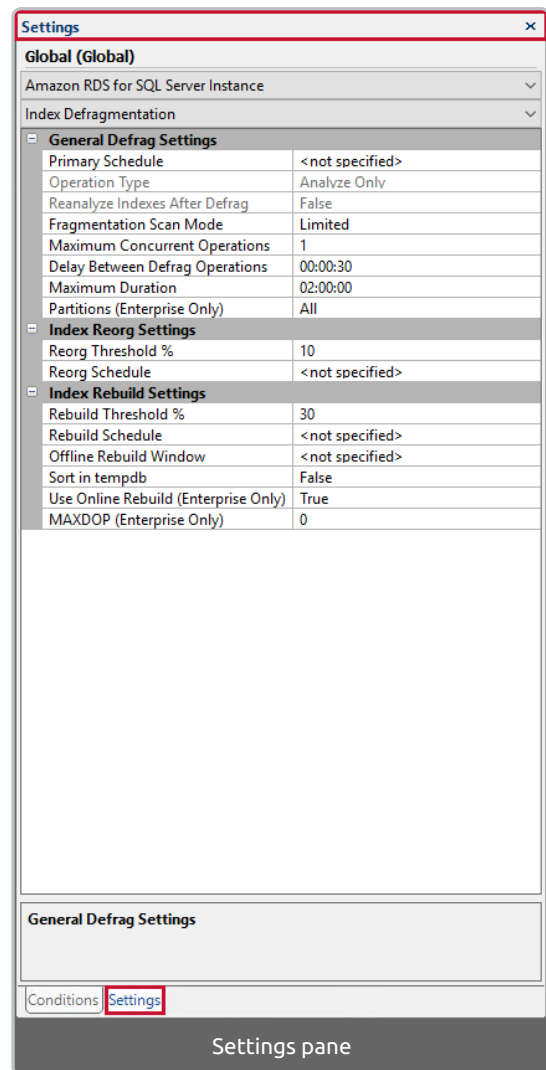 Settings ×
Global (Global)
Amazon RDS for SQL Server Instance
Index Defragmentation
General Defrag Settings
Primary Schedule <not specified>
Operation Type Analyze Only
Reanalyze Indexes After Defrag False
Fragmentation Scan Mode Limited
Maximum Concurrent Operations 1
Delay Between Defrag Operations 00:00:30
Maximum Duration 02:00:00
Partitions (Enterprise Only) All
Index Reorg Settings
Reorg Threshold % 10
Reorg Schedule <not specified>
Index Rebuild Settings
Rebuild Threshold % 30
Rebuild Schedule <not specified>
Offline Rebuild Window <not specified>
Sort in tempdb False
Use Online Rebuild (Enterprise Only) True
MAXDOP (Enterprise Only) 0
General Defrag Settings
Conditions Settings
Settings pane